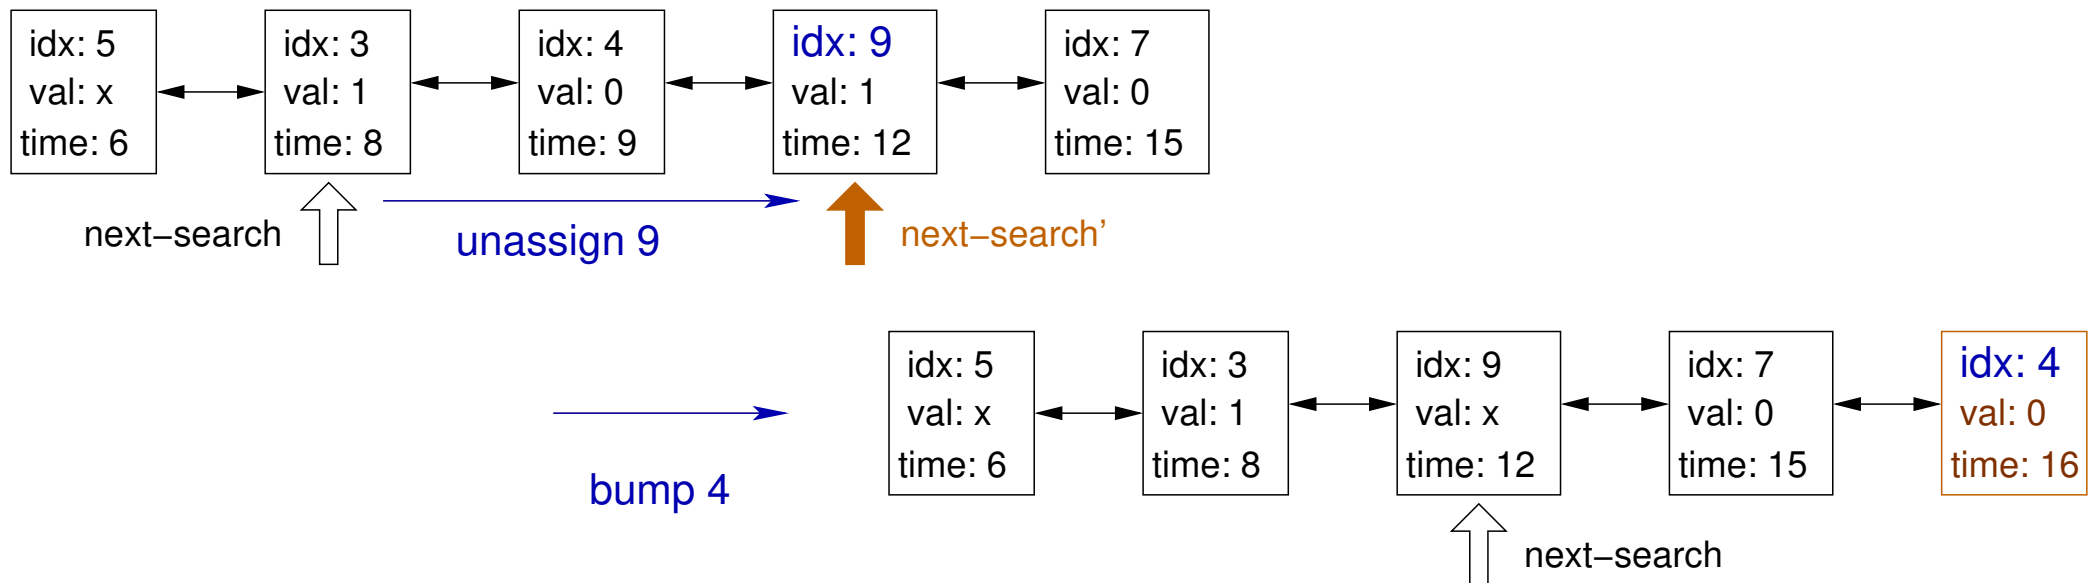 idx: 5
val: x
time: 6
idx: 3
val: 1
time: 8
idx: 4
val: 0
time: 9
idx: 9
val: 1
time: 12
idx: 7
val: 0
time: 15
next−search
unassign 9
next−search’
bump 4
idx: 5
val: x
time: 6
idx: 3
val: 1
time: 8
idx: 9
val: x
time: 12
idx: 7
val: 0
time: 15
idx: 4
val: 0
time: 16
next−search